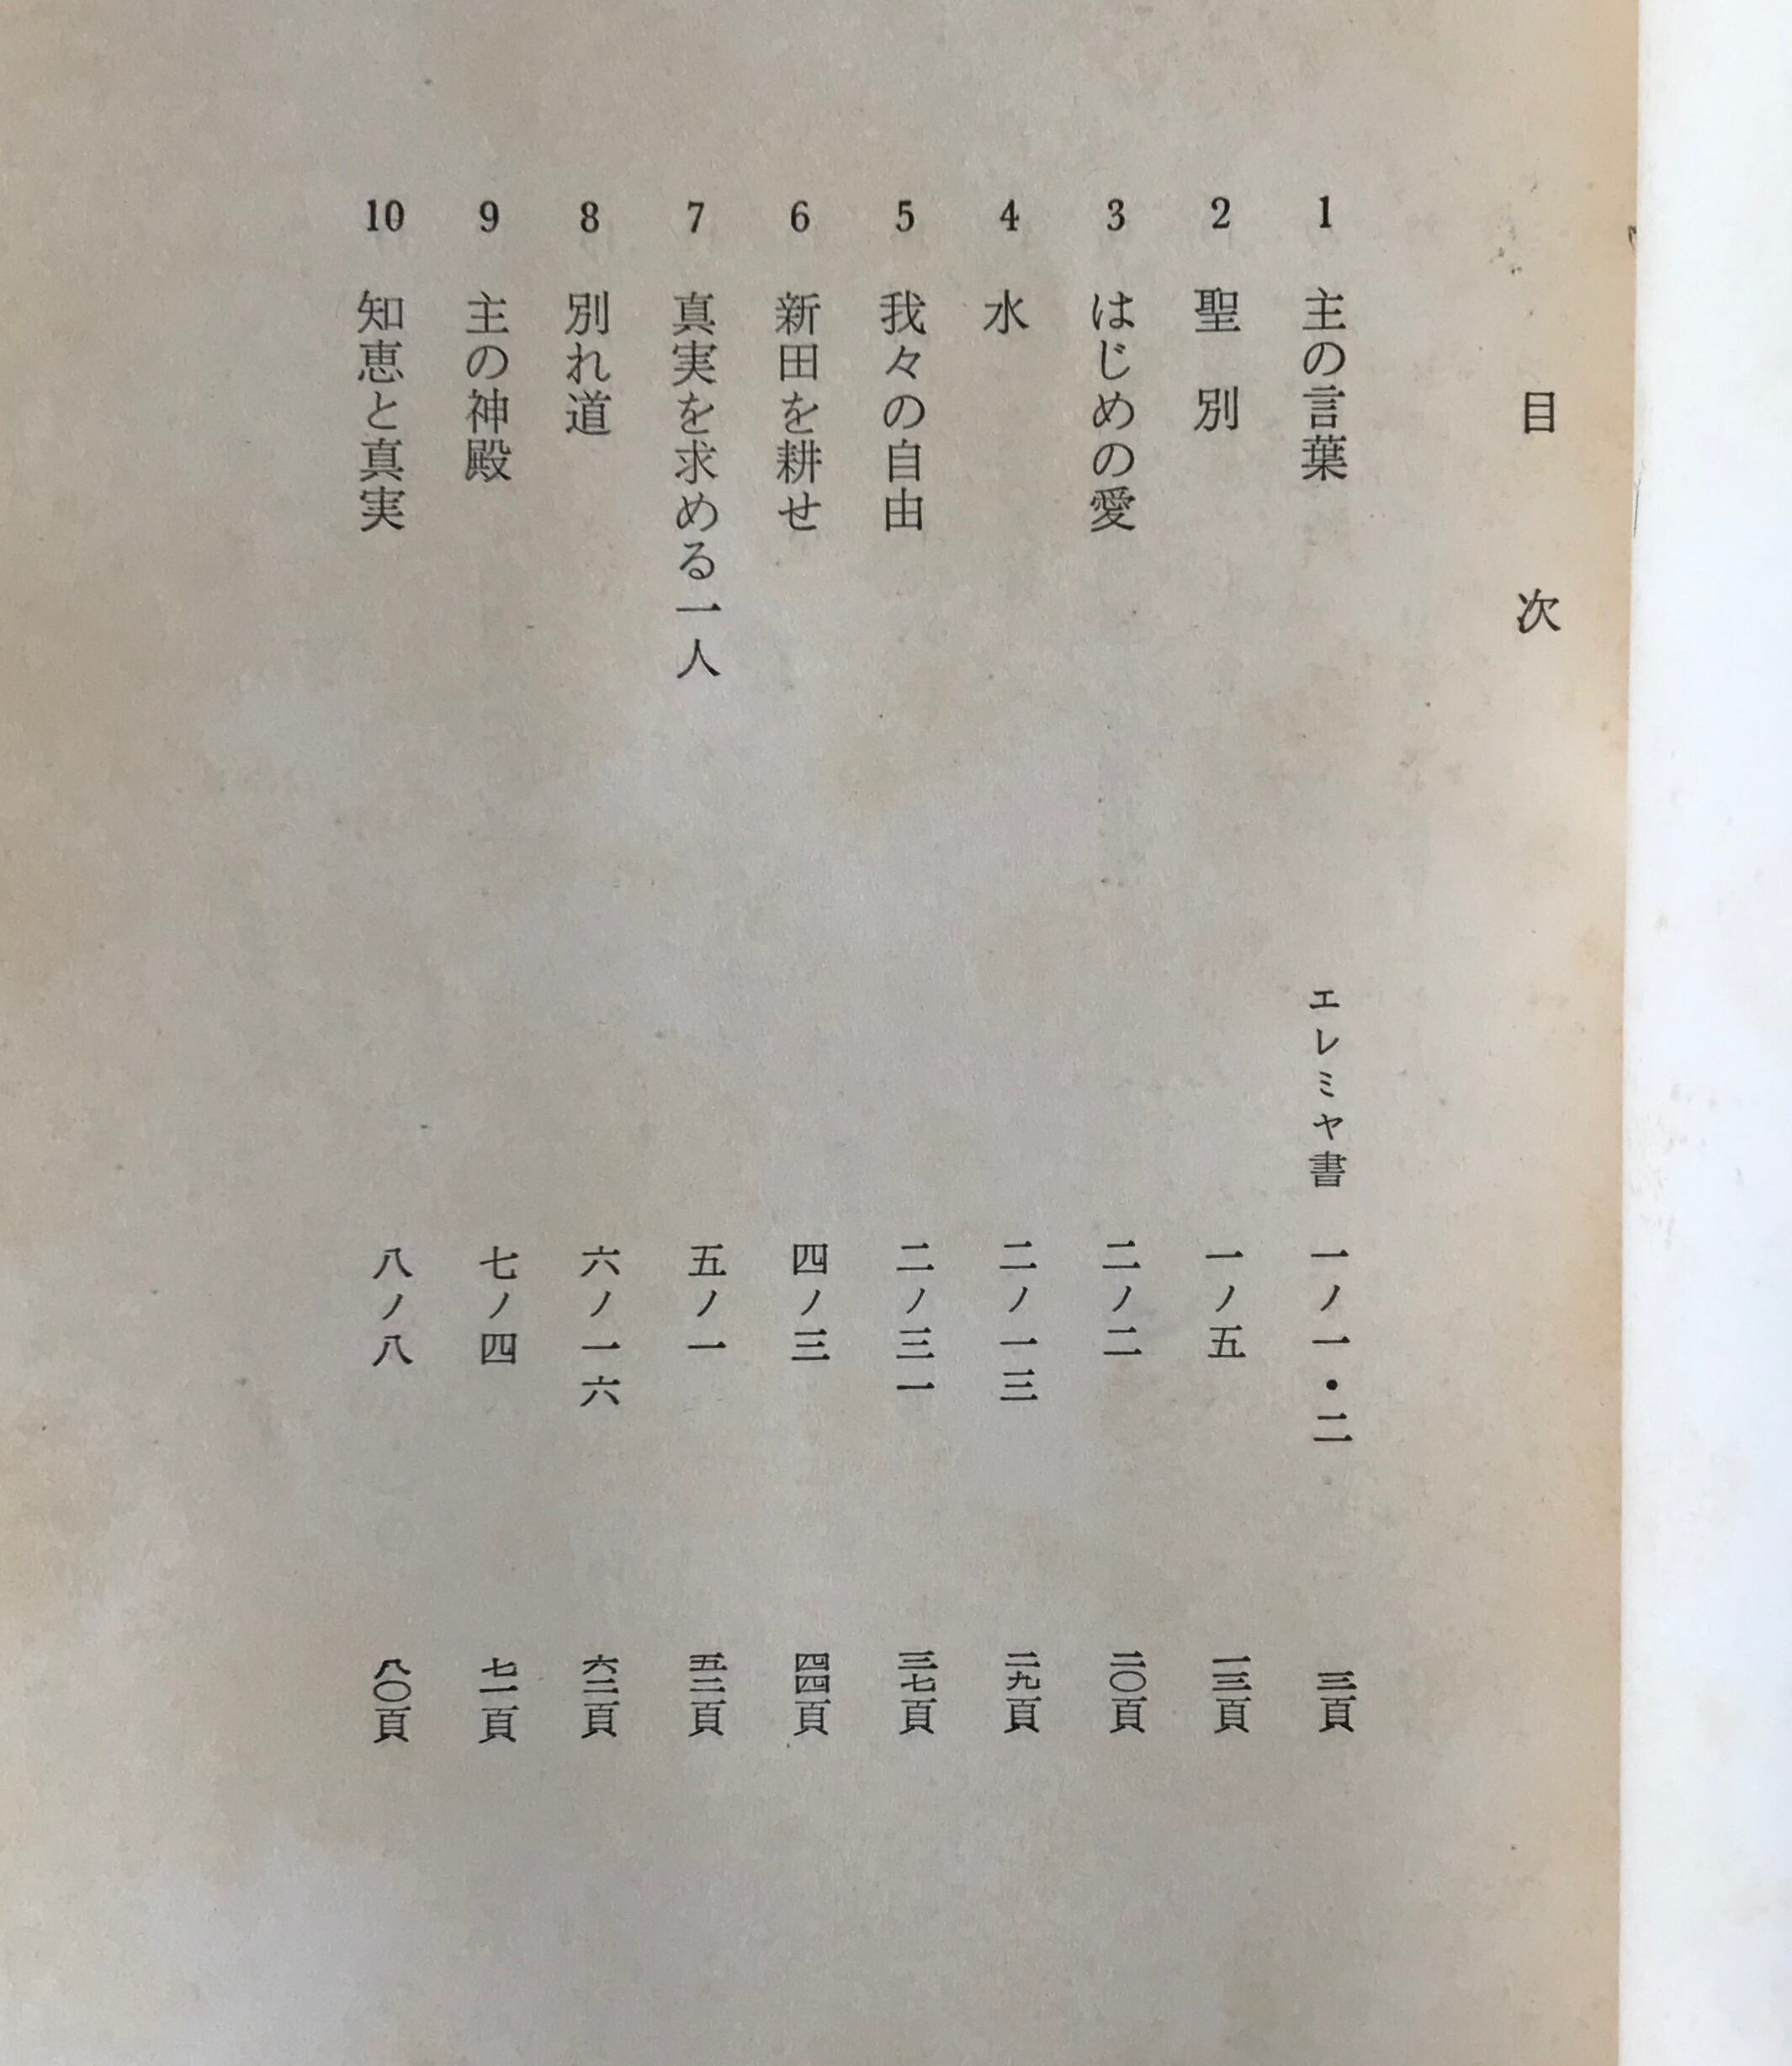 目次
1 主の言葉 エレミヤ書 一ノ一・二 三頁
2 聖別 一ノ五 一三頁
3 はじめの愛 二ノ二 二〇頁
4 水 二ノ一三 二九頁
5 我々の自由 二ノ三一 三七頁
6 新田を耕せ 四ノ三 四四頁
7 真実を求める一人 五ノ一 五二頁
8 別れ道 六ノ一六 六二頁
9 主の神殿 七ノ四 七一頁
10 知恵と真実 八ノ八 八〇頁